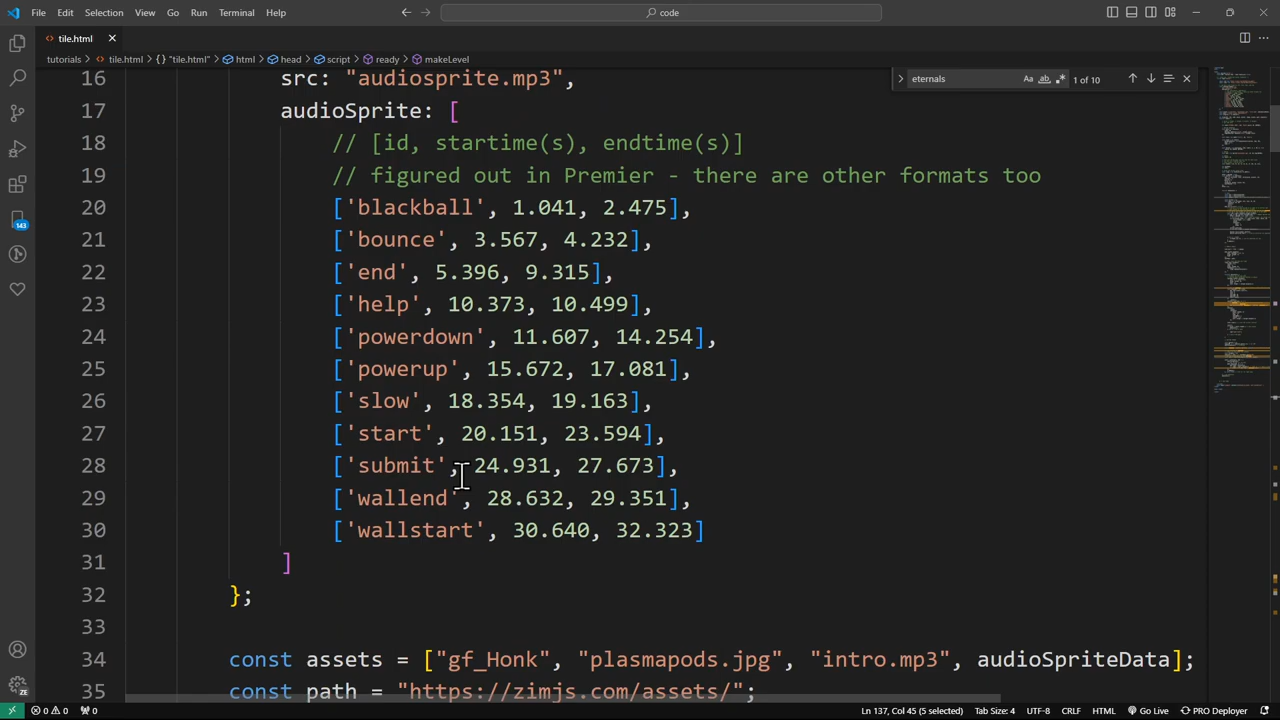 File Edit Selection View Go Run Terminal Help
code
tile.html
tutorials > tile.html > {} "tile.html" > html > head > script > ready > makeLevel
eternals Aa ab 1 of 10
16 src: "audiosprite.mp3",
17 audioSprite: [
18 // [id, startime(s), endtime(s)]
19 // figured out in Premier - there are other formats too
20 ['blackball', 1.041, 2.475],
21 ['bounce', 3.567, 4.232],
22 ['end', 5.396, 9.315],
23 ['help', 10.373, 10.499],
24 ['powerdown', 11.607, 14.254],
25 ['powerup', 15.672, 17.081],
26 ['slow', 18.354, 19.163],
27 ['start', 20.151, 23.594],
28 ['submit', 24.931, 27.673],
29 ['wallend', 28.632, 29.351],
30 ['wallstart', 30.640, 32.323]
31 ]
32 };
33
34 const assets = ["gf_Honk", "plasmapods.jpg", "intro.mp3", audioSpriteData];
35 const path = "https://zimjs.com/assets/";
143
ZE
0 0 0 Ln 137, Col 45 (5 selected) Tab Size: 4 UTF-8 CRLF HTML Go Live PRO Deployer